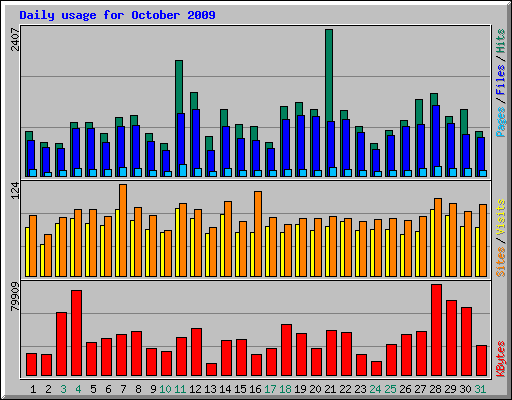 Daily usage for October 2009
2407
Pages / Files / Hits
124
Sites / Visits
79909
KBytes
1 2 3 4 5 6 7 8 9 10 11 12 13 14 15 16 17 18 19 20 21 22 23 24 25 26 27 28 29 30 31